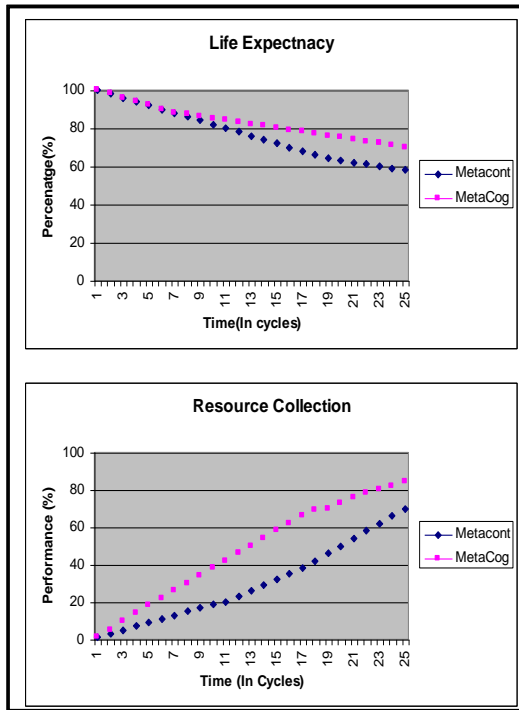 Life Expectnacy
100
80
60
40
20
0
Percenatge(%)
1 3 5 7 9 11 13 15 17 19 21 23 25
Time(In cycles)
Metacont
MetaCog
Resource Collection
100
80
60
40
20
0
Performance (%)
1 3 5 7 9 11 13 15 17 19 21 23 25
Time (In Cycles)
Metacont
MetaCog